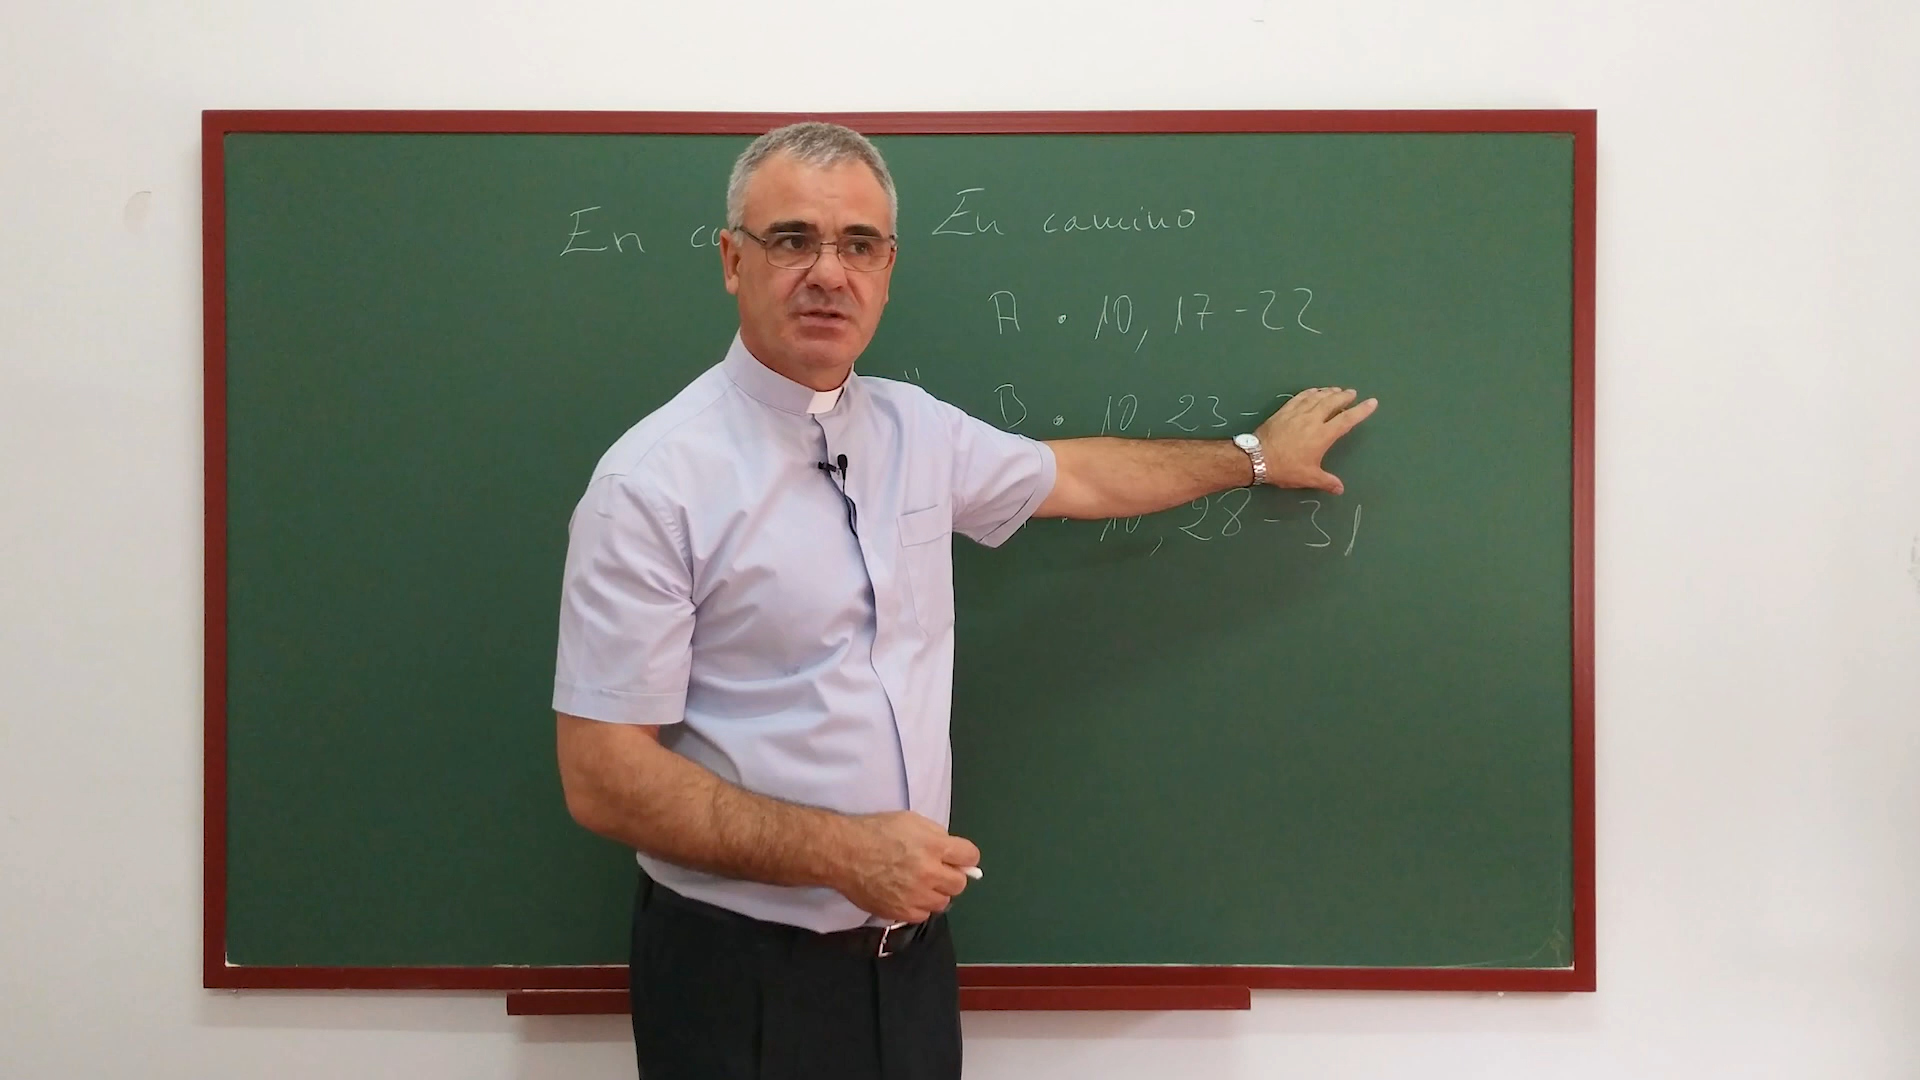 En En camino
A • 10, 17-22
B • 10, 23-
10, 28-31